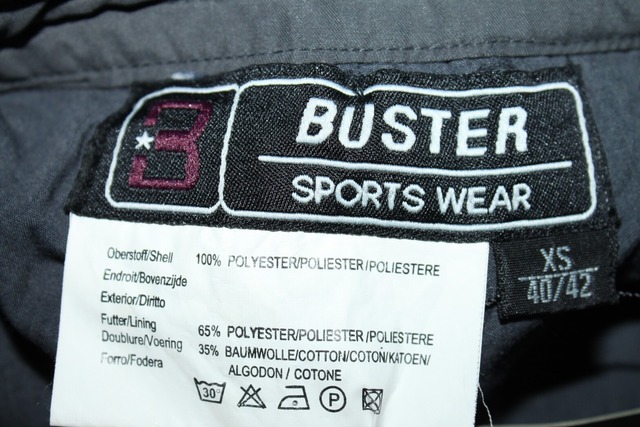 B
BUSTER
SPORTS WEAR
XS
40/42
Oberstoff/Shell 100% POLYESTER/POLIESTER/POLIESTERE
Endroit/Bovenzijde
Exterior/Diritto
Futter/Lining 65% POLYESTER/POLIESTER/POLIESTERE
Doublure/Voering 35% BAUMWOLLE/COTTON/COTON/KATOEN/
Forro/Fodera ALGODON / COTONE
30° P